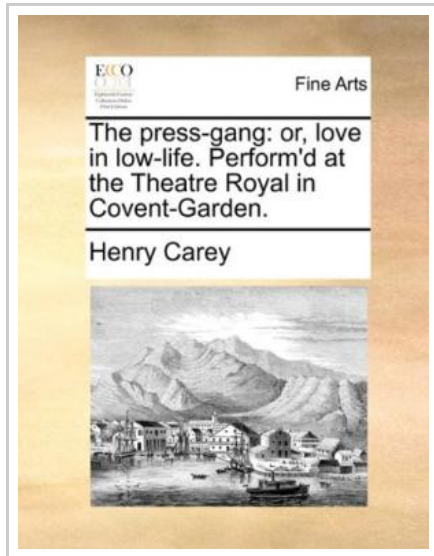 ECCO
Fine Arts
The press-gang: or, love
in low-life. Perform'd at
the Theatre Royal in
Covent-Garden.
Henry Carey